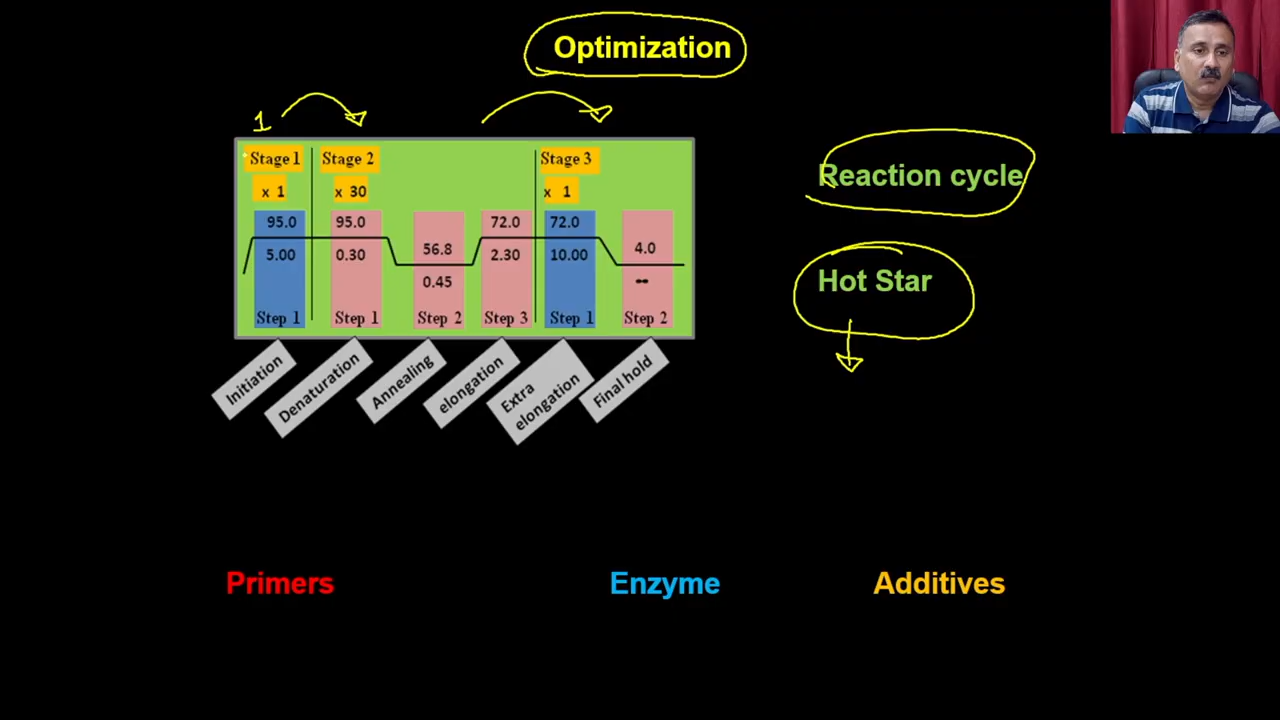 Optimization
1
Stage 1 Stage 2 Stage 3
x 1 x 30 x 1
95.0 95.0 72.0 72.0
56.8 4.0
5.00 0.30 2.30 10.00
0.45 ∞
Step 1 Step 1 Step 2 Step 3 Step 1 Step 2
Initiation
Denaturation
Annealing
elongation
Extra
elongation
Final hold
Reaction cycle
Hot Star
Primers Enzyme Additives